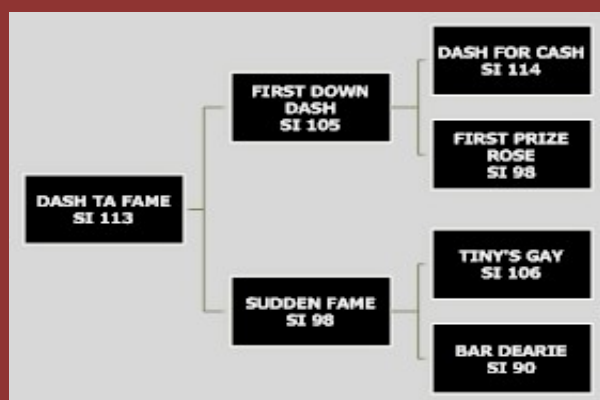 DASH FOR CASH
SI 114
FIRST DOWN
DASH
SI 105
FIRST PRIZE
ROSE
SI 98
DASH TA FAME
SI 113
TINY'S GAY
SI 106
SUDDEN FAME
SI 98
BAR DEARIE
SI 90